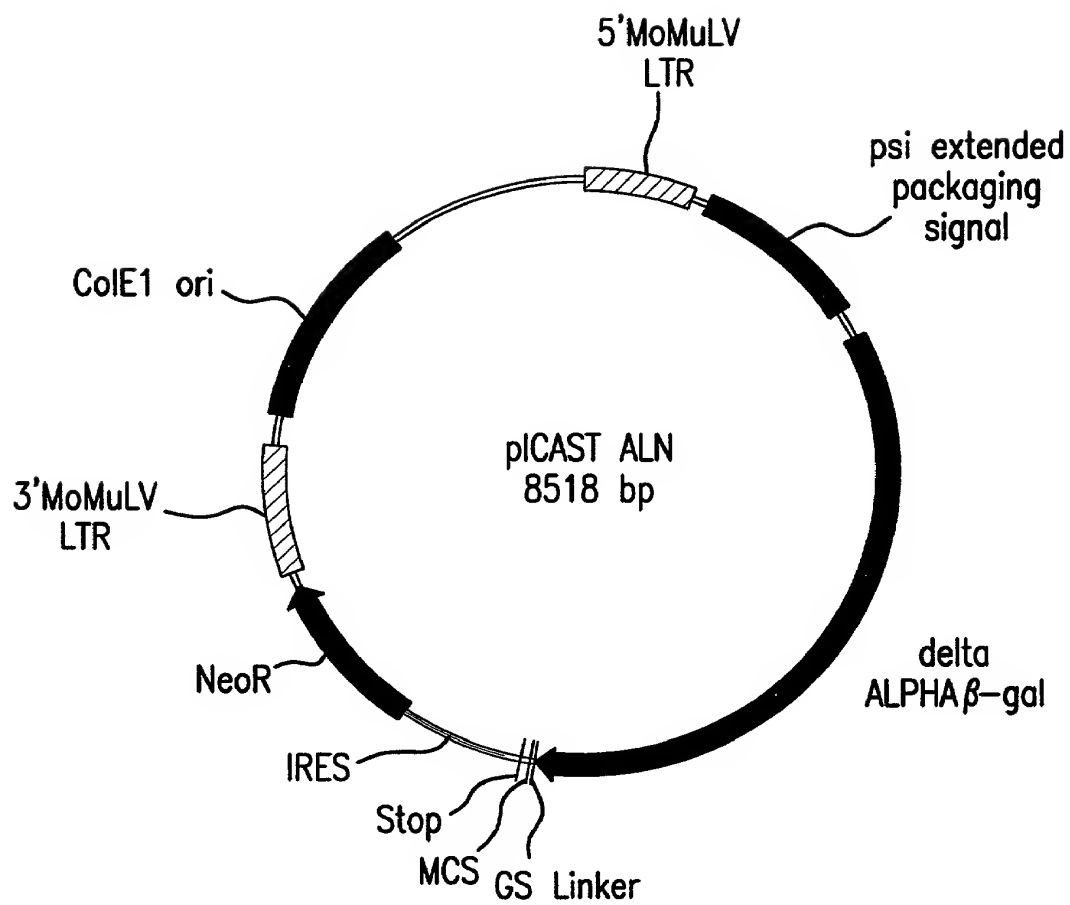 5'MoMuLV
LTR
psi extended
packaging
signal
ColE1 ori
pICAST ALN
8518 bp
3'MoMuLV
LTR
delta
ALPHA β-gal
NeoR
IRES
Stop
MCS
GS Linker